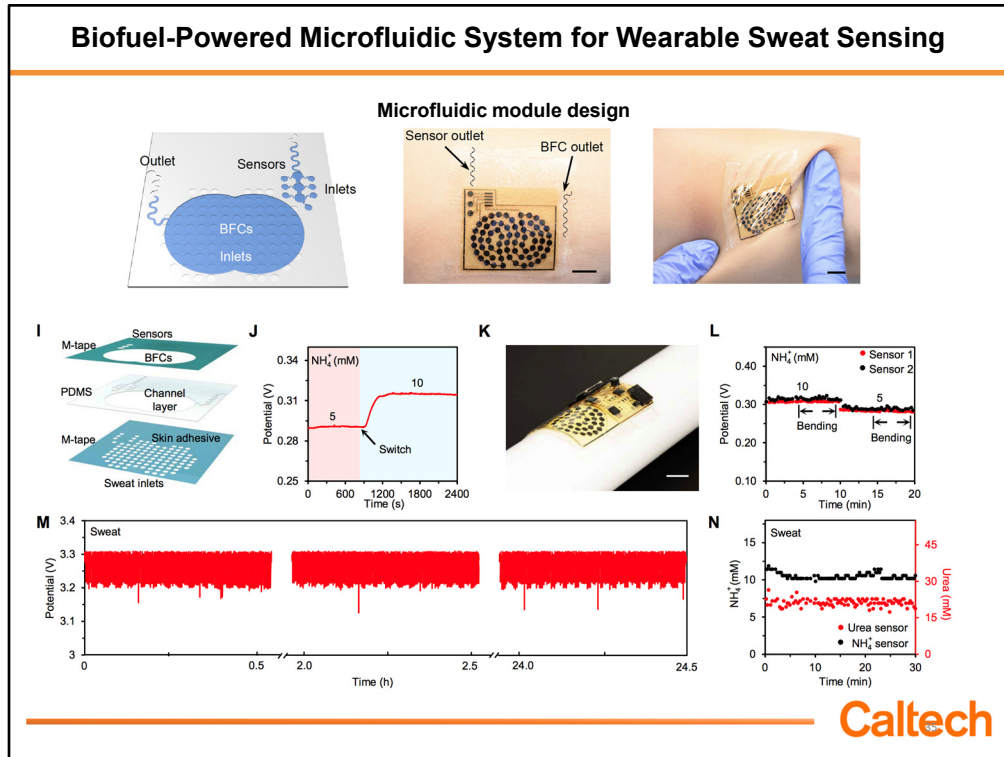 Biofuel-Powered Microfluidic System for Wearable Sweat Sensing
Microfluidic module design
Outlet
Sensors
Inlets
BFCs
Inlets
Sensor outlet
BFC outlet
I
Sensors
M-tape
BFCs
PDMS
Channel
layer
M-tape
Skin adhesive
Sweat inlets
J
NH₄⁺ (mM)
5
10
Switch
Potential (V)
0.34
0.31
0.28
0.25
0 600 1200 1800 2400
Time (s)
K
L
NH₄⁺ (mM)
Sensor 1
Sensor 2
10
5
Bending
Bending
Potential (V)
0.40
0.30
0.20
0.10
0 5 10 15 20
Time (min)
M
Sweat
Potential (V)
3.4
3.3
3.2
3.1
3
0 0.5 2.0 2.5 24.0 24.5
Time (h)
N
Sweat
NH₄⁺ (mM)
15
10
5
0
Urea (mM)
45
30
15
0
Urea sensor
NH₄⁺ sensor
0 10 20 30
Time (min)
Caltech